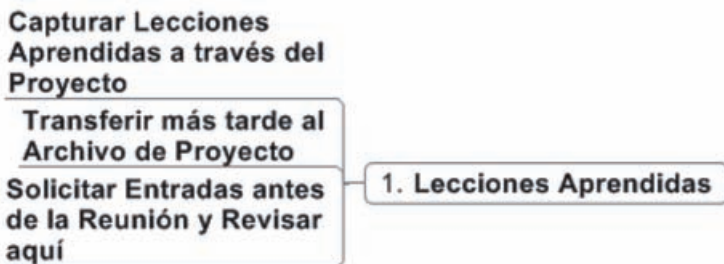 Capturar Lecciones
Aprendidas a través del
Proyecto
Transferir más tarde al
Archivo de Proyecto
Solicitar Entradas antes
de la Reunión y Revisar
aquí
1. Lecciones Aprendidas